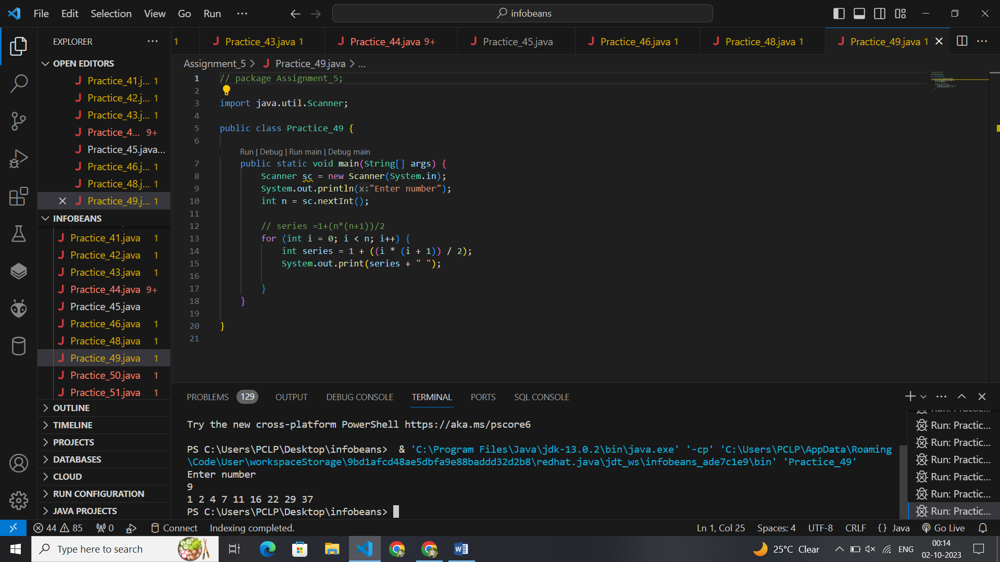 File Edit Selection View Go Run ···
infobeans
EXPLORER ···
OPEN EDITORS
Practice_41.j... 1
Practice_42.j... 1
Practice_43.j... 1
Practice_4... 9+
Practice_45.java...
Practice_46.j... 1
Practice_48.j... 1
Practice_49.j... 1
INFOBEANS
Practice_41.java 1
Practice_42.java 1
Practice_43.java 1
Practice_44.java 9+
Practice_45.java
Practice_46.java 1
Practice_48.java 1
Practice_49.java 1
Practice_50.java 1
Practice_51.java 1
OUTLINE
TIMELINE
PROJECTS
DATABASES
CLOUD
RUN CONFIGURATION
JAVA PROJECTS
1 Practice_43.java 1 Practice_44.java 9+ Practice_45.java Practice_46.java 1 Practice_48.java 1 Practice_49.java 1
Assignment_5 > Practice_49.java > ...
1 // package Assignment_5;
2
3 import java.util.Scanner;
4
5 public class Practice_49 {
6
Run | Debug | Run main | Debug main
7 public static void main(String[] args) {
8 Scanner sc = new Scanner(System.in);
9 System.out.println(x:"Enter number");
10 int n = sc.nextInt();
11
12 // series =1+(n*(n+1))/2
13 for (int i = 0; i < n; i++) {
14 int series = 1 + ((i * (i + 1)) / 2);
15 System.out.print(series + " ");
16
17 }
18 }
19
20 }
21
PROBLEMS 129 OUTPUT DEBUG CONSOLE TERMINAL PORTS SQL CONSOLE
Try the new cross-platform PowerShell https://aka.ms/pscore6
PS C:\Users\PCLP\Desktop\infobeans> & 'C:\Program Files\Java\jdk-13.0.2\bin\java.exe' '-cp' 'C:\Users\PCLP\AppData\Roaming
\Code\User\workspaceStorage\9bd1afcd48ae5dbfa9e88baddd32d2b8\redhat.java\jdt_ws\infobeans_ade7c1e9\bin' 'Practice_49'
Enter number
9
1 2 4 7 11 16 22 29 37
PS C:\Users\PCLP\Desktop\infobeans>
Run: Practic...
Run: Practic...
Run: Practic...
Run: Practic...
Run: Practic...
Run: Practic...
44 85 0 Connect Indexing completed. Ln 1, Col 25 Spaces: 4 UTF-8 CRLF {} Java Go Live
Type here to search
25°C Clear ENG
00:14
02-10-2023